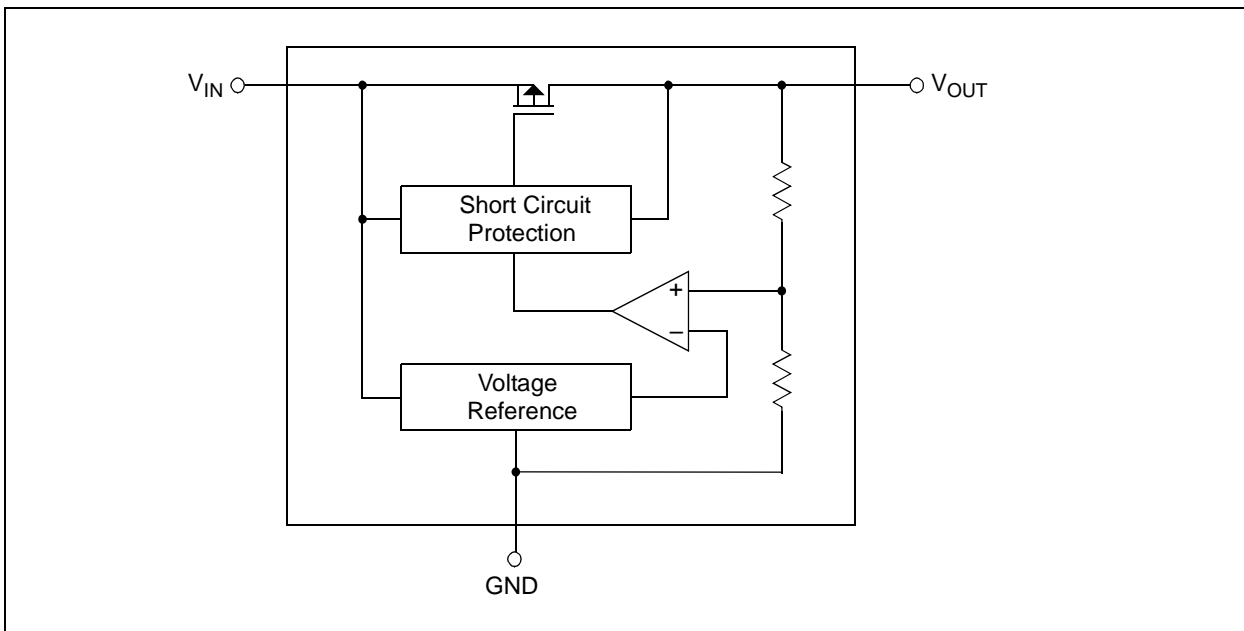 V_IN
V_OUT
Short Circuit
Protection
+
–
Voltage
Reference
GND